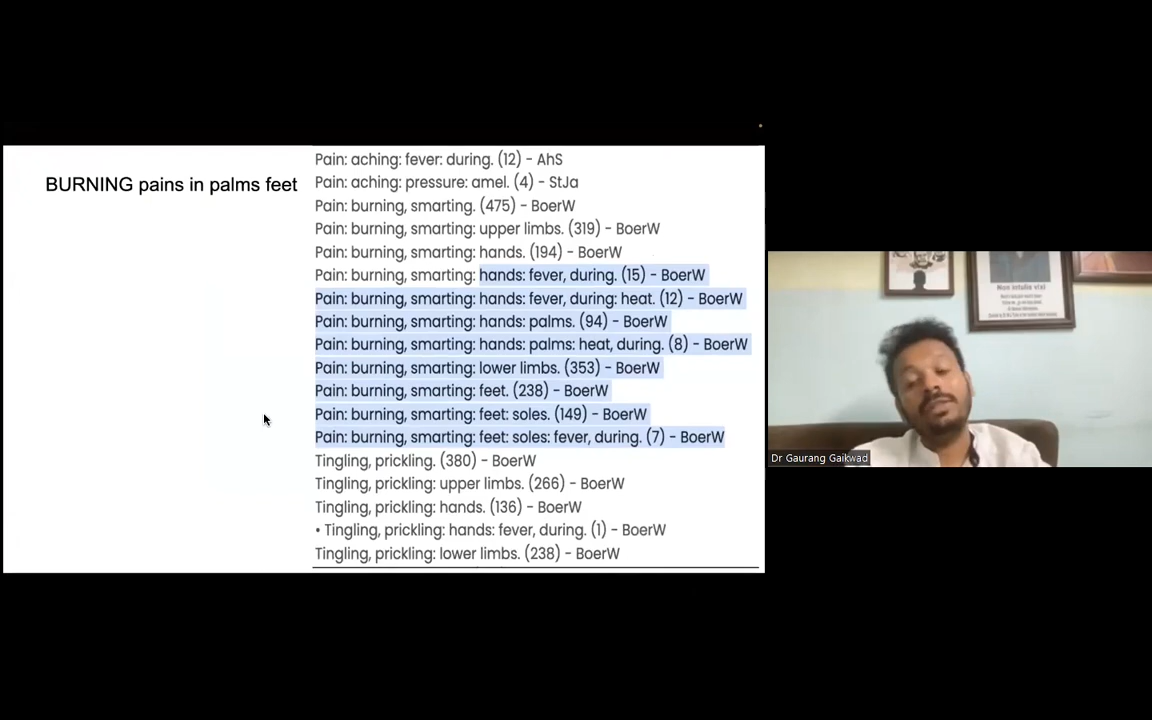 BURNING pains in palms feet
Pain: aching: fever: during. (12) - AhS
Pain: aching: pressure: amel. (4) - StJa
Pain: burning, smarting. (475) - BoerW
Pain: burning, smarting: upper limbs. (319) - BoerW
Pain: burning, smarting: hands. (194) - BoerW
Pain: burning, smarting: hands: fever, during. (15) - BoerW
Pain: burning, smarting: hands: fever, during: heat. (12) - BoerW
Pain: burning, smarting: hands: palms. (94) - BoerW
Pain: burning, smarting: hands: palms: heat, during. (8) - BoerW
Pain: burning, smarting: lower limbs. (353) - BoerW
Pain: burning, smarting: feet. (238) - BoerW
Pain: burning, smarting: feet: soles. (149) - BoerW
Pain: burning, smarting: feet: soles: fever, during. (7) - BoerW
Tingling, prickling. (380) - BoerW
Tingling, prickling: upper limbs. (266) - BoerW
Tingling, prickling: hands. (136) - BoerW
• Tingling, prickling: hands: fever, during. (1) - BoerW
Tingling, prickling: lower limbs. (238) - BoerW
Dr Gaurang Gaikwad